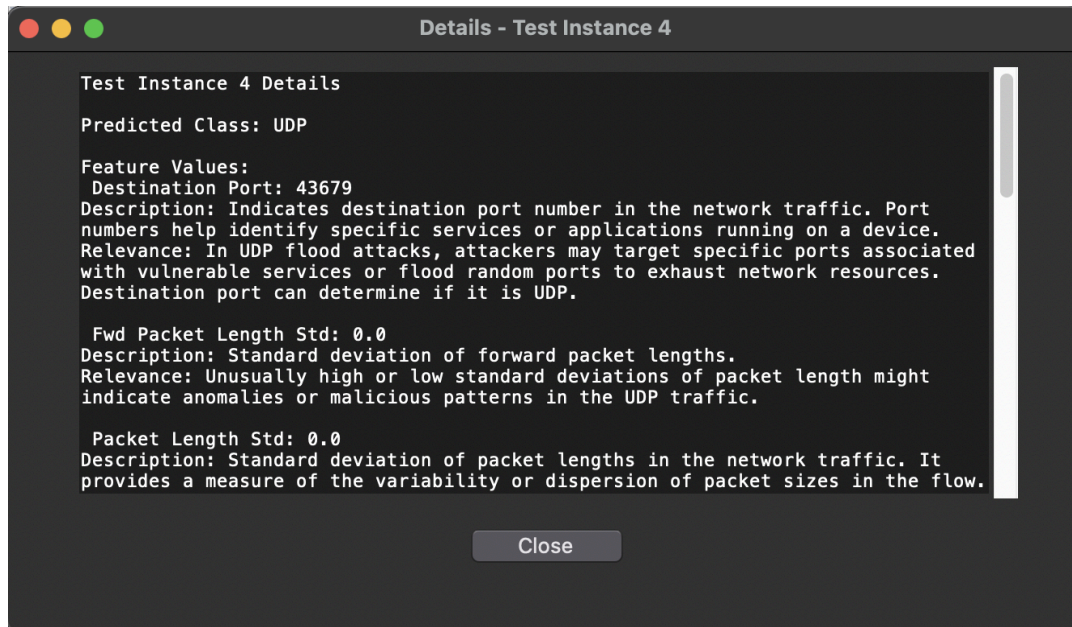 Details - Test Instance 4
Test Instance 4 Details
Predicted Class: UDP
Feature Values:
Destination Port: 43679
Description: Indicates destination port number in the network traffic. Port
numbers help identify specific services or applications running on a device.
Relevance: In UDP flood attacks, attackers may target specific ports associated
with vulnerable services or flood random ports to exhaust network resources.
Destination port can determine if it is UDP.
Fwd Packet Length Std: 0.0
Description: Standard deviation of forward packet lengths.
Relevance: Unusually high or low standard deviations of packet length might
indicate anomalies or malicious patterns in the UDP traffic.
Packet Length Std: 0.0
Description: Standard deviation of packet lengths in the network traffic. It
provides a measure of the variability or dispersion of packet sizes in the flow.
Close